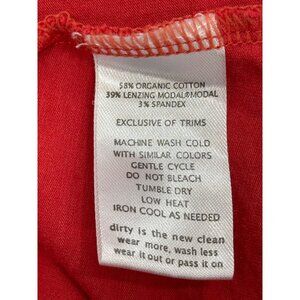 58% ORGANIC COTTON
39% LENZING MODAL®MODAL
3% SPANDEX
EXCLUSIVE OF TRIMS
MACHINE WASH COLD
WITH SIMILAR COLORS
GENTLE CYCLE
DO NOT BLEACH
TUMBLE DRY
LOW HEAT
IRON COOL AS NEEDED
dirty is the new clean
wear more, wash less
wear it out or pass it on